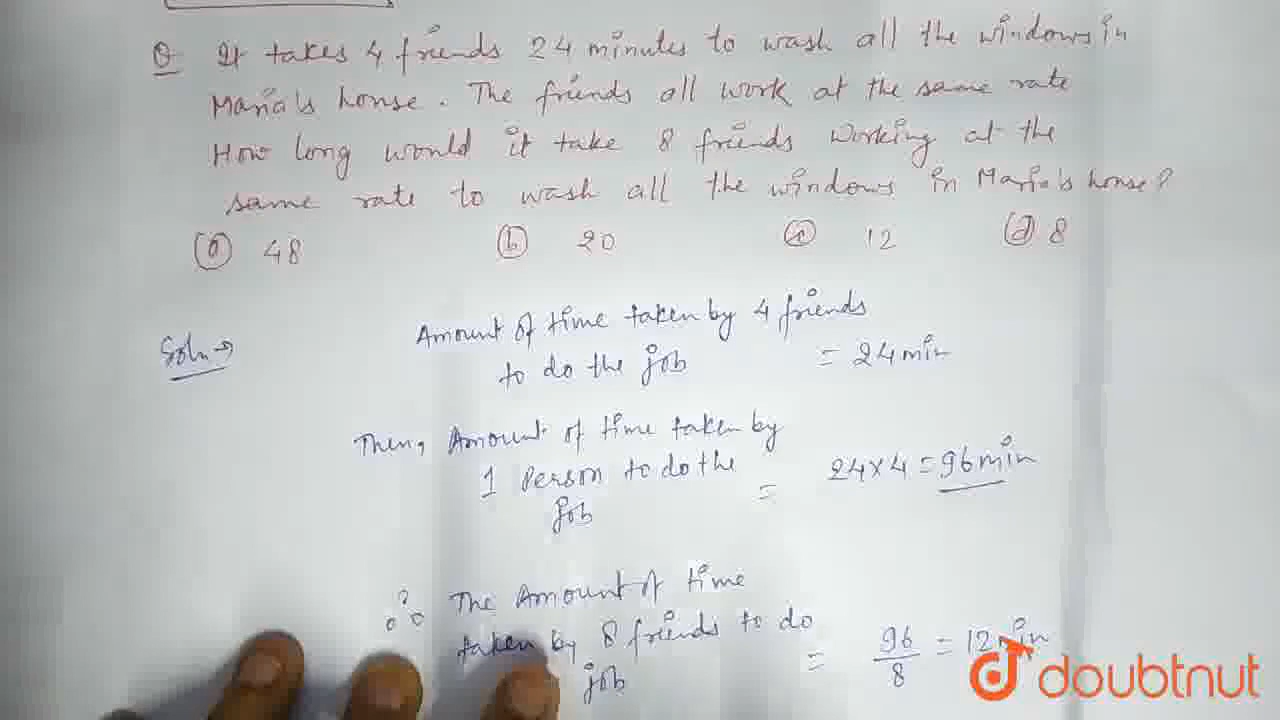 Q It takes 4 friends 24 minutes to wash all the windows in
Maria's house. The friends all work at the same rate
How long would it take 8 friends working at the
same rate to wash all the windows in Maria's house?
(a) 48 (b) 20 (c) 12 (d) 8
Soln→ Amount of time taken by 4 friends
to do the job = 24 min
Then, Amount of time taken by
1 Person to do the = 24×4 = 96 min
job
∴ The Amount of time
taken by 8 friends to do = 96/8 = 12 min
job
doubtnut